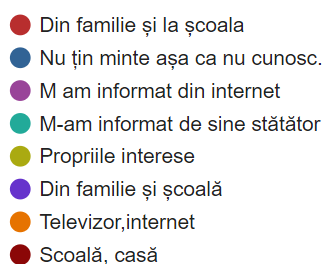 Din familie și la școala
Nu țin minte așa ca nu cunosc.
M am informat din internet
M-am informat de sine stătător
Propriile interese
Din familie și școală
Televizor,internet
Scoală, casă